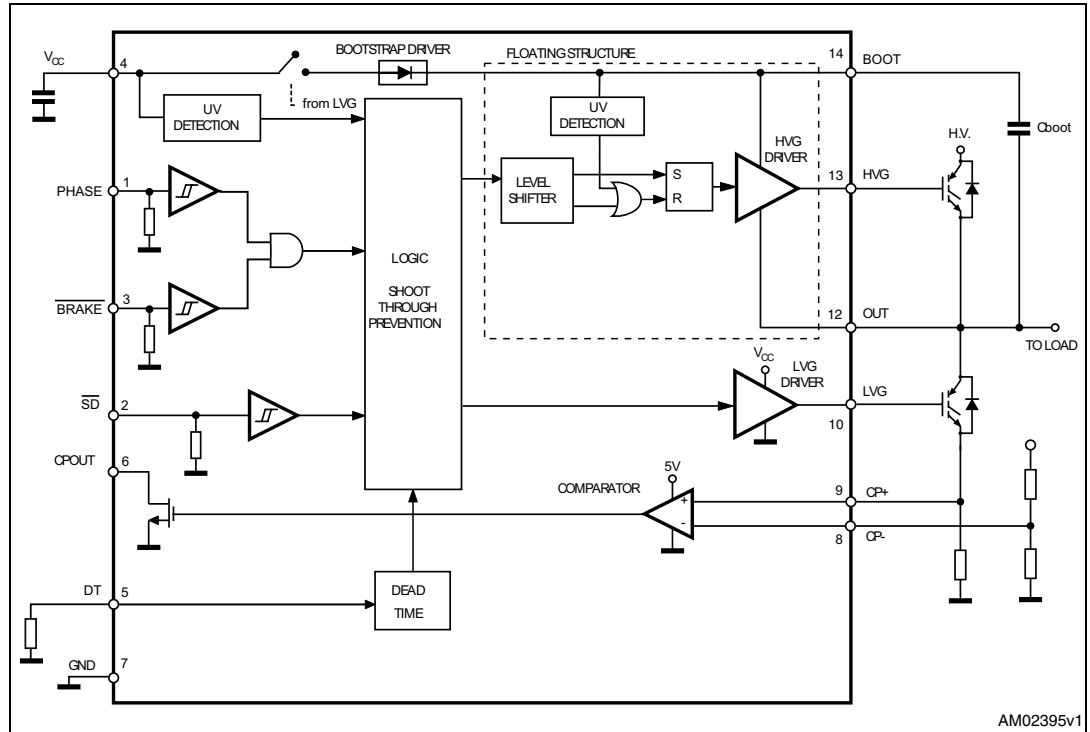 BOOTSTRAP DRIVER
FLOATING STRUCTURE
VCC
4
14
BOOT
from LVG
UV
DETECTION
UV
DETECTION
Cboot
H.V.
HVG
DRIVER
PHASE
1
LEVEL
SHIFTER
S
R
13
HVG
LOGIC
SHOOT
THROUGH
PREVENTION
BRAKE
3
12
OUT
TO LOAD
VCC
LVG
DRIVER
SD
2
LVG
10
CPOUT
6
5V
COMPARATOR
+
-
9
CP+
8
CP-
DT
5
DEAD
TIME
GND
7
AM02395v1